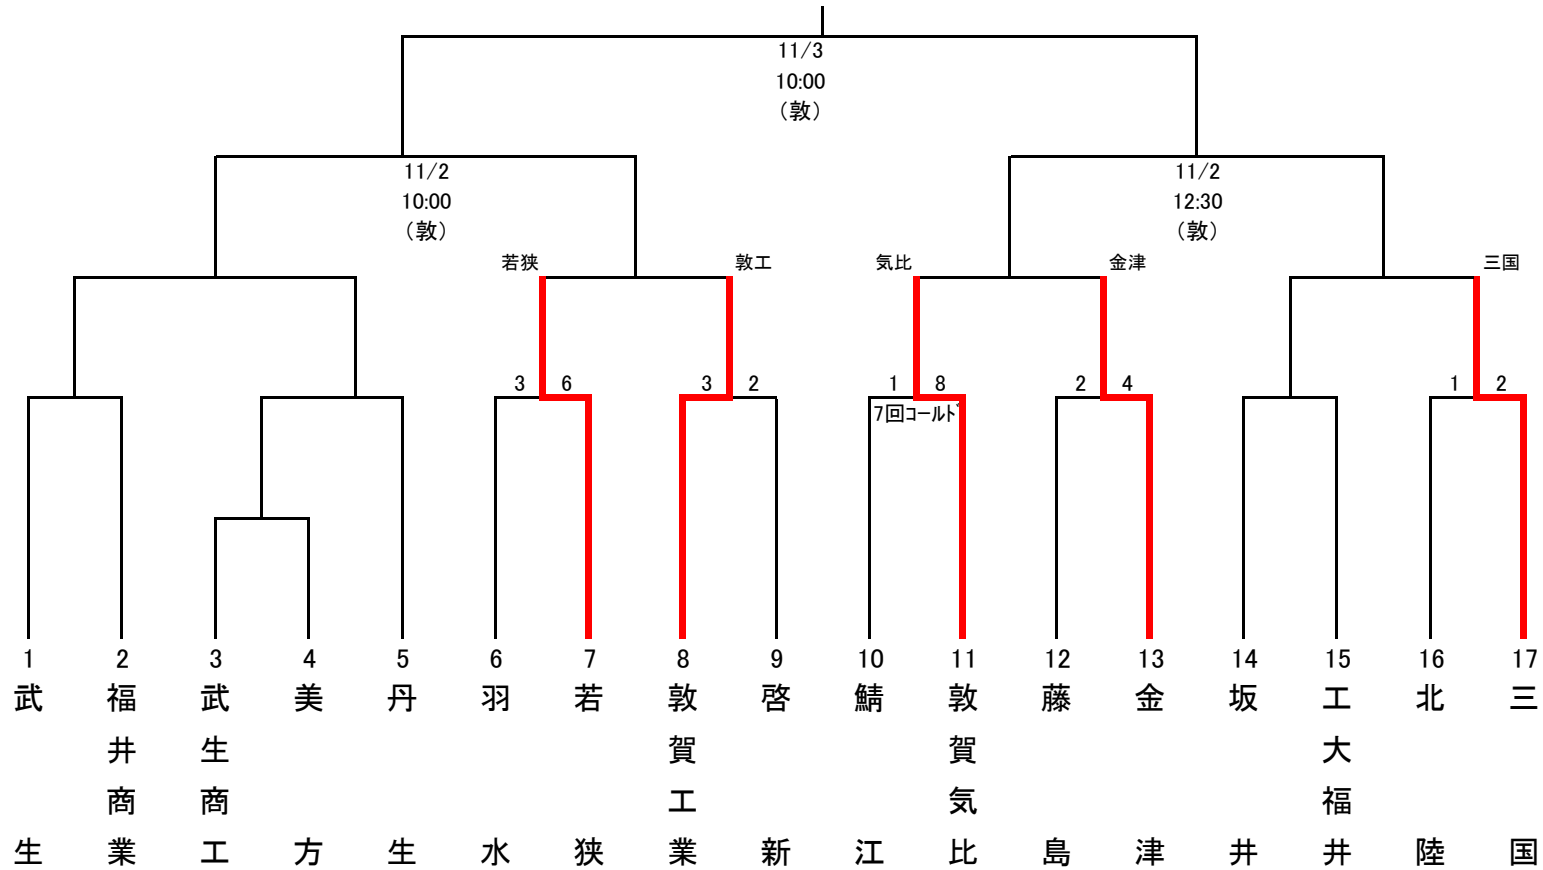 11/3
10:00
（敦）
11/2
10:00
（敦）
11/2
12:30
（敦）
若狭
敦工
気比
金津
三国
3 6
3 2
1 8
2 4
1 2
7回ｺｰﾙﾄﾞ
1 2 3 4 5 6 7 8 9 10 11 12 13 14 15 16 17
武生
福井商業
武生商工
美方
丹生
羽水
若狭
敦賀工業
啓新
鯖江
敦賀気比
藤島
金津
坂井
工大福井
北陸
三国